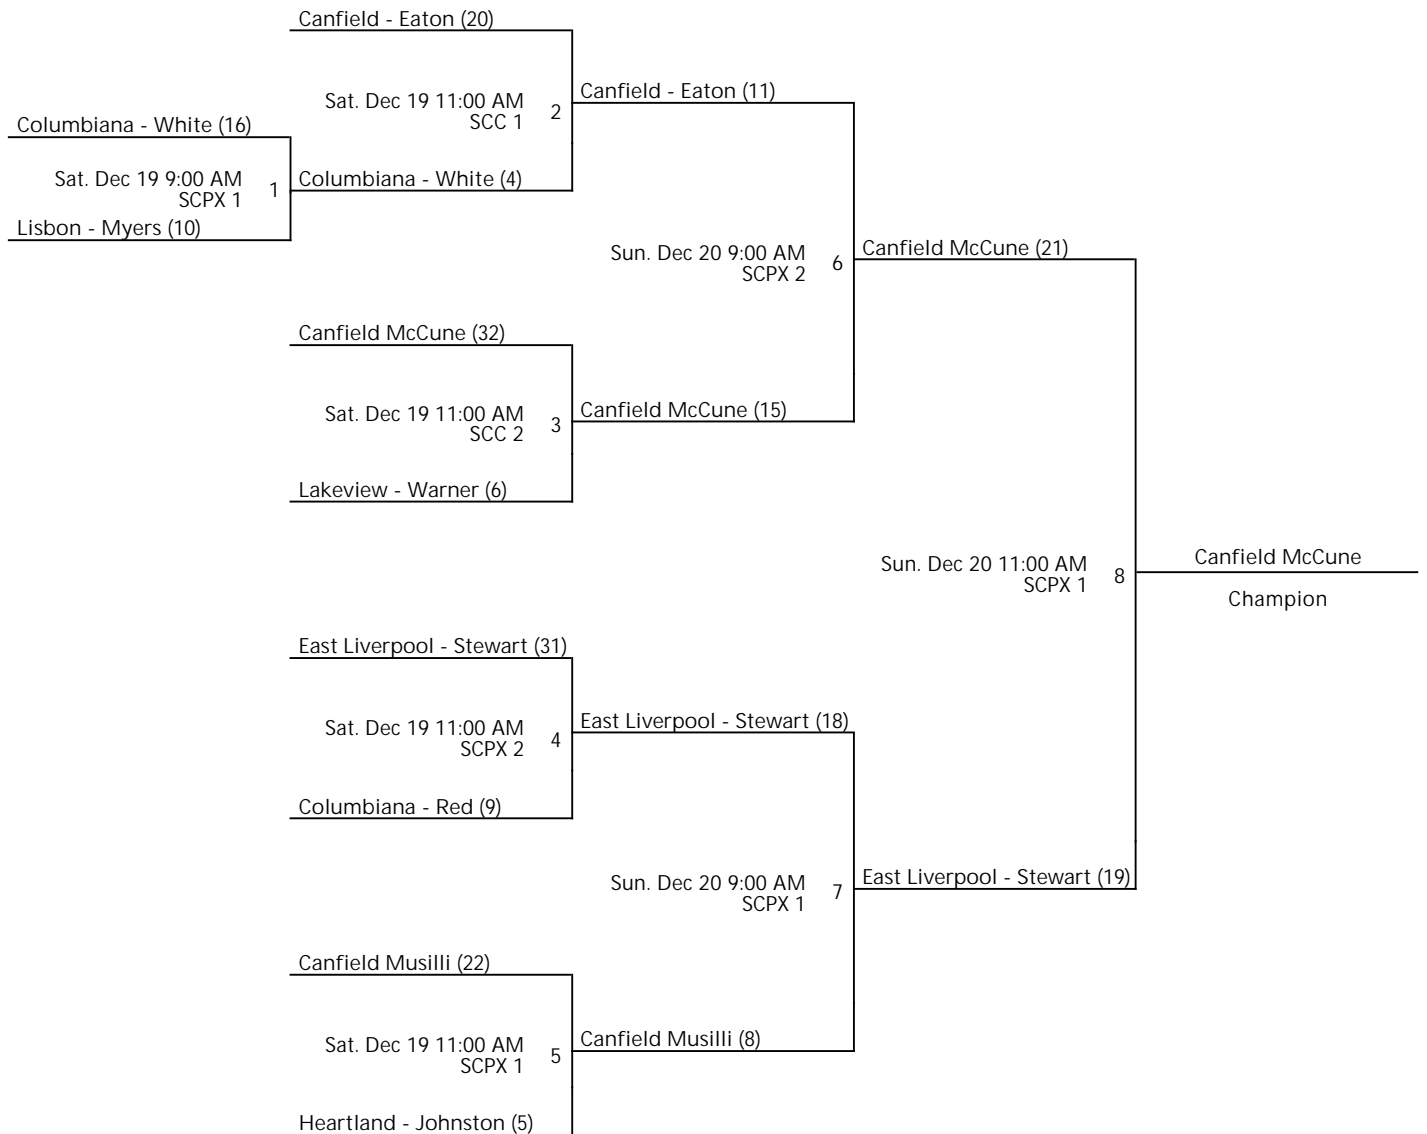 Canfield - Eaton (20)
Sat. Dec 19 11:00 AM
SCC 1
2
Canfield - Eaton (11)
Columbiana - White (16)
Sat. Dec 19 9:00 AM
SCPX 1
1
Columbiana - White (4)
Lisbon - Myers (10)
Sun. Dec 20 9:00 AM
SCPX 2
6
Canfield McCune (21)
Canfield McCune (32)
Sat. Dec 19 11:00 AM
SCC 2
3
Canfield McCune (15)
Lakeview - Warner (6)
Sun. Dec 20 11:00 AM
SCPX 1
8
Canfield McCune
Champion
East Liverpool - Stewart (31)
Sat. Dec 19 11:00 AM
SCPX 2
4
East Liverpool - Stewart (18)
Columbiana - Red (9)
Sun. Dec 20 9:00 AM
SCPX 1
7
East Liverpool - Stewart (19)
Canfield Musilli (22)
Sat. Dec 19 11:00 AM
SCPX 1
5
Canfield Musilli (8)
Heartland - Johnston (5)